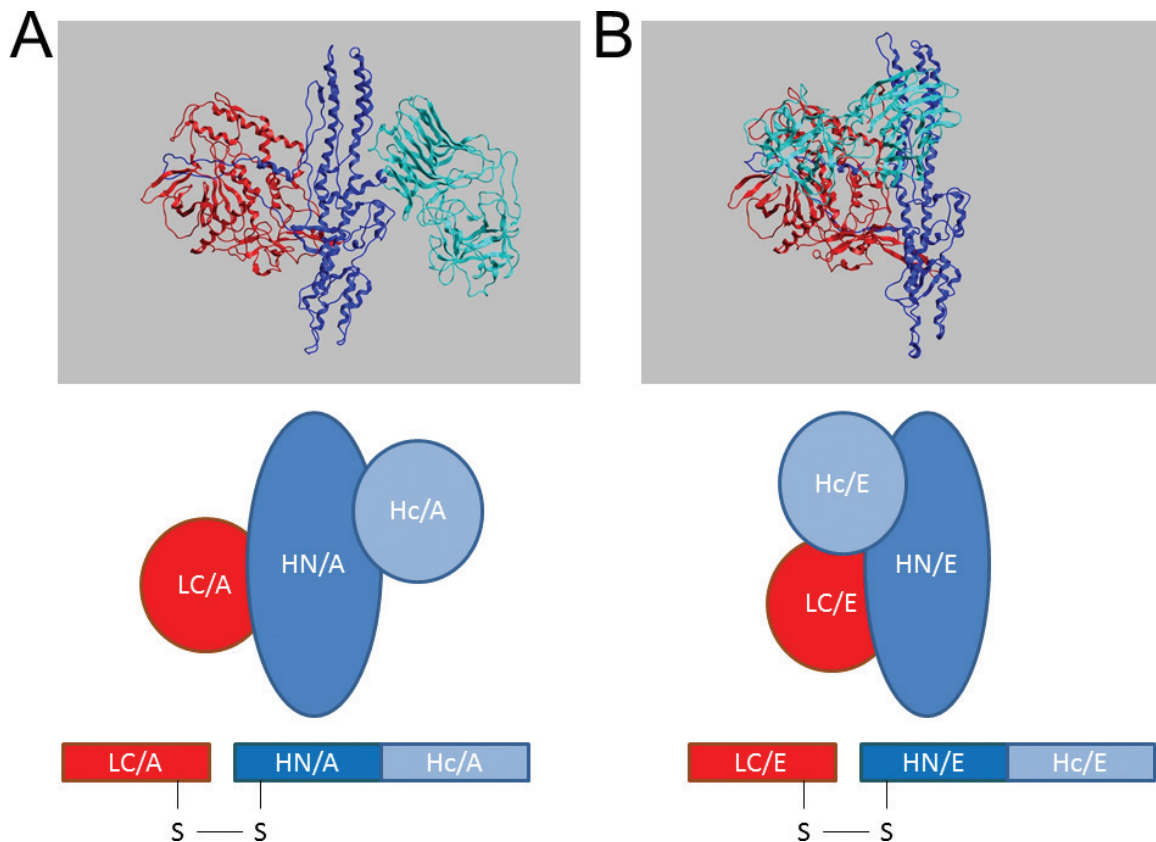 A
B
Hc/A
HN/A
LC/A
Hc/E
HN/E
LC/E
LC/A HN/A Hc/A
S S
LC/E HN/E Hc/E
S S